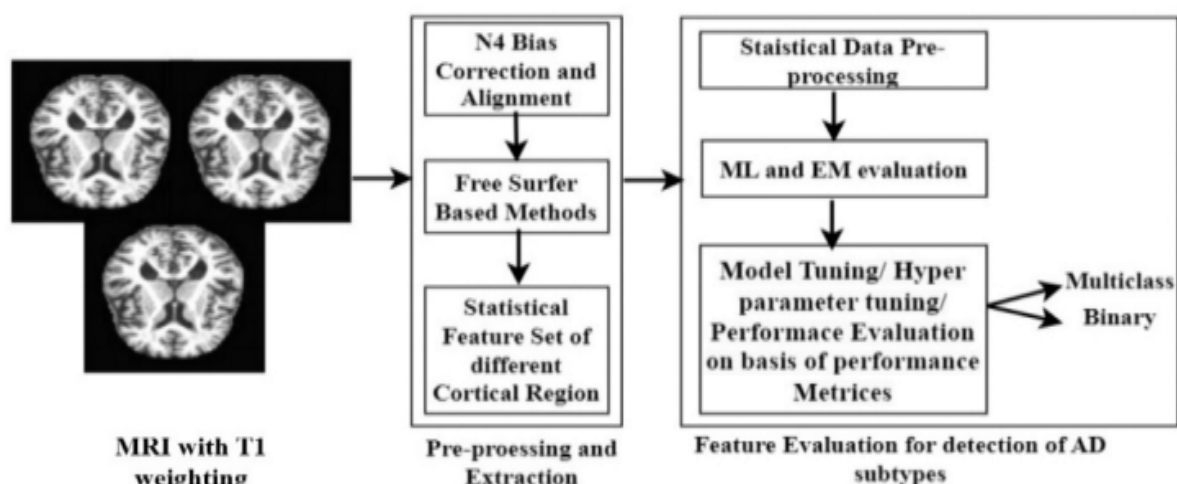 MRI with T1
weighting
N4 Bias
Correction and
Alignment
Free Surfer
Based Methods
Statistical
Feature Set of
different
Cortical Region
Pre-proessing and
Extraction
Staistical Data Pre-
processing
ML and EM evaluation
Model Tuning/ Hyper
parameter tuning/
Performace Evaluation
on basis of performance
Metrices
Multiclass
Binary
Feature Evaluation for detection of AD
subtypes